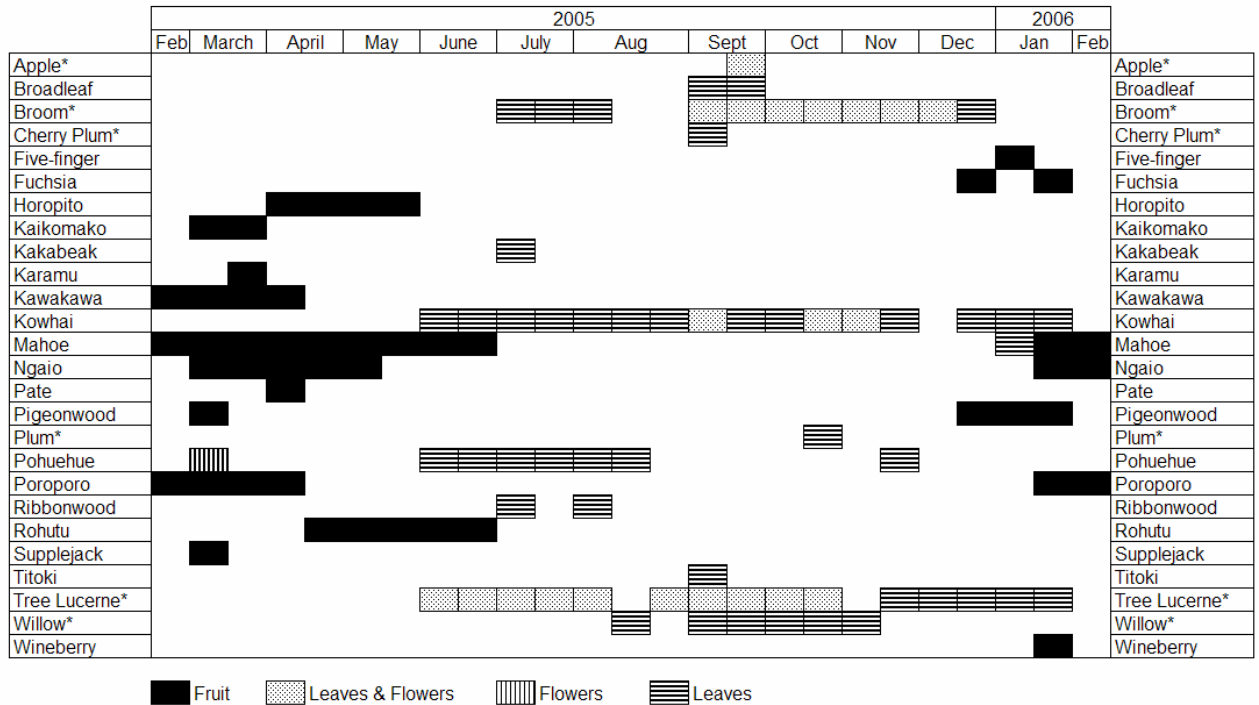 2005 2006
Feb March April May June July Aug Sept Oct Nov Dec Jan Feb
Apple* Apple*
Broadleaf Broadleaf
Broom* Broom*
Cherry Plum* Cherry Plum*
Five-finger Five-finger
Fuchsia Fuchsia
Horopito Horopito
Kaikomako Kaikomako
Kakabeak Kakabeak
Karamu Karamu
Kawakawa Kawakawa
Kowhai Kowhai
Mahoe Mahoe
Ngaio Ngaio
Pate Pate
Pigeonwood Pigeonwood
Plum* Plum*
Pohuehue Pohuehue
Poroporo Poroporo
Ribbonwood Ribbonwood
Rohutu Rohutu
Supplejack Supplejack
Titoki Titoki
Tree Lucerne* Tree Lucerne*
Willow* Willow*
Wineberry Wineberry
Fruit Leaves & Flowers Flowers Leaves